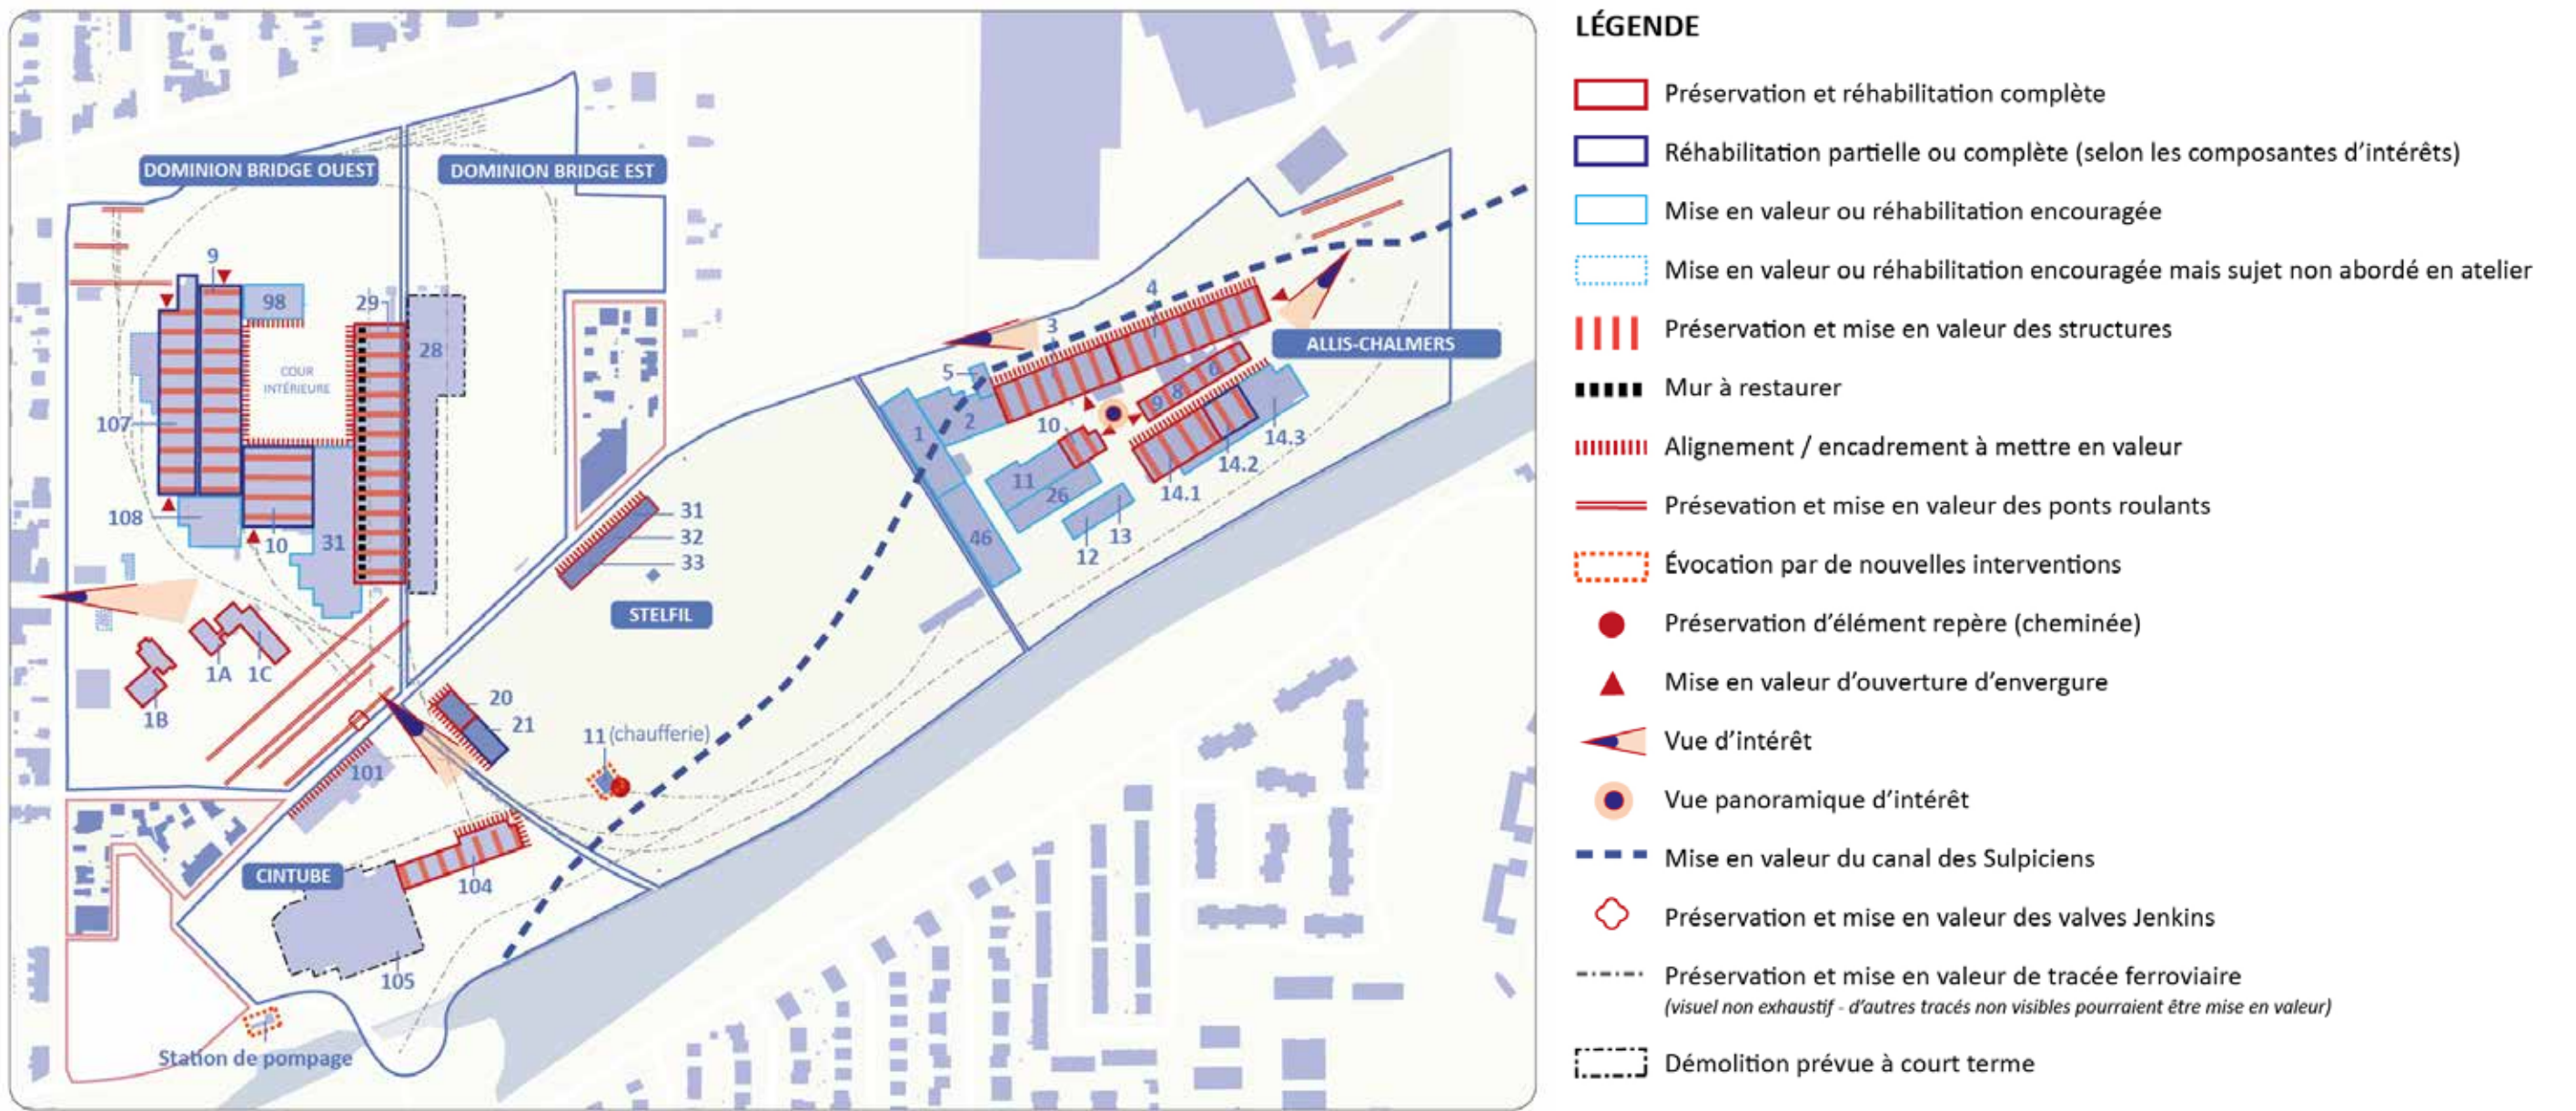 DOMINION BRIDGE OUEST
DOMINION BRIDGE EST
9
98
29
28
COUR
INTÉRIEURE
107
108
10
31
1A
1C
1B
31
32
33
STELFIL
20
21
11 (chaufferie)
101
CINTUBE
104
105
Station de pompage
4
3
ALLIS-CHALMERS
5
1
2
10
9
8
6
14.3
14.2
14.1
11
26
13
12
46
LÉGENDE
Préservation et réhabilitation complète
Réhabilitation partielle ou complète (selon les composantes d'intérêts)
Mise en valeur ou réhabilitation encouragée
Mise en valeur ou réhabilitation encouragée mais sujet non abordé en atelier
Préservation et mise en valeur des structures
Mur à restaurer
Alignement / encadrement à mettre en valeur
Présevation et mise en valeur des ponts roulants
Évocation par de nouvelles interventions
Préservation d'élément repère (cheminée)
Mise en valeur d'ouverture d'envergure
Vue d'intérêt
Vue panoramique d'intérêt
Mise en valeur du canal des Sulpiciens
Préservation et mise en valeur des valves Jenkins
Préservation et mise en valeur de tracée ferroviaire
(visuel non exhaustif - d'autres tracés non visibles pourraient être mise en valeur)
Démolition prévue à court terme